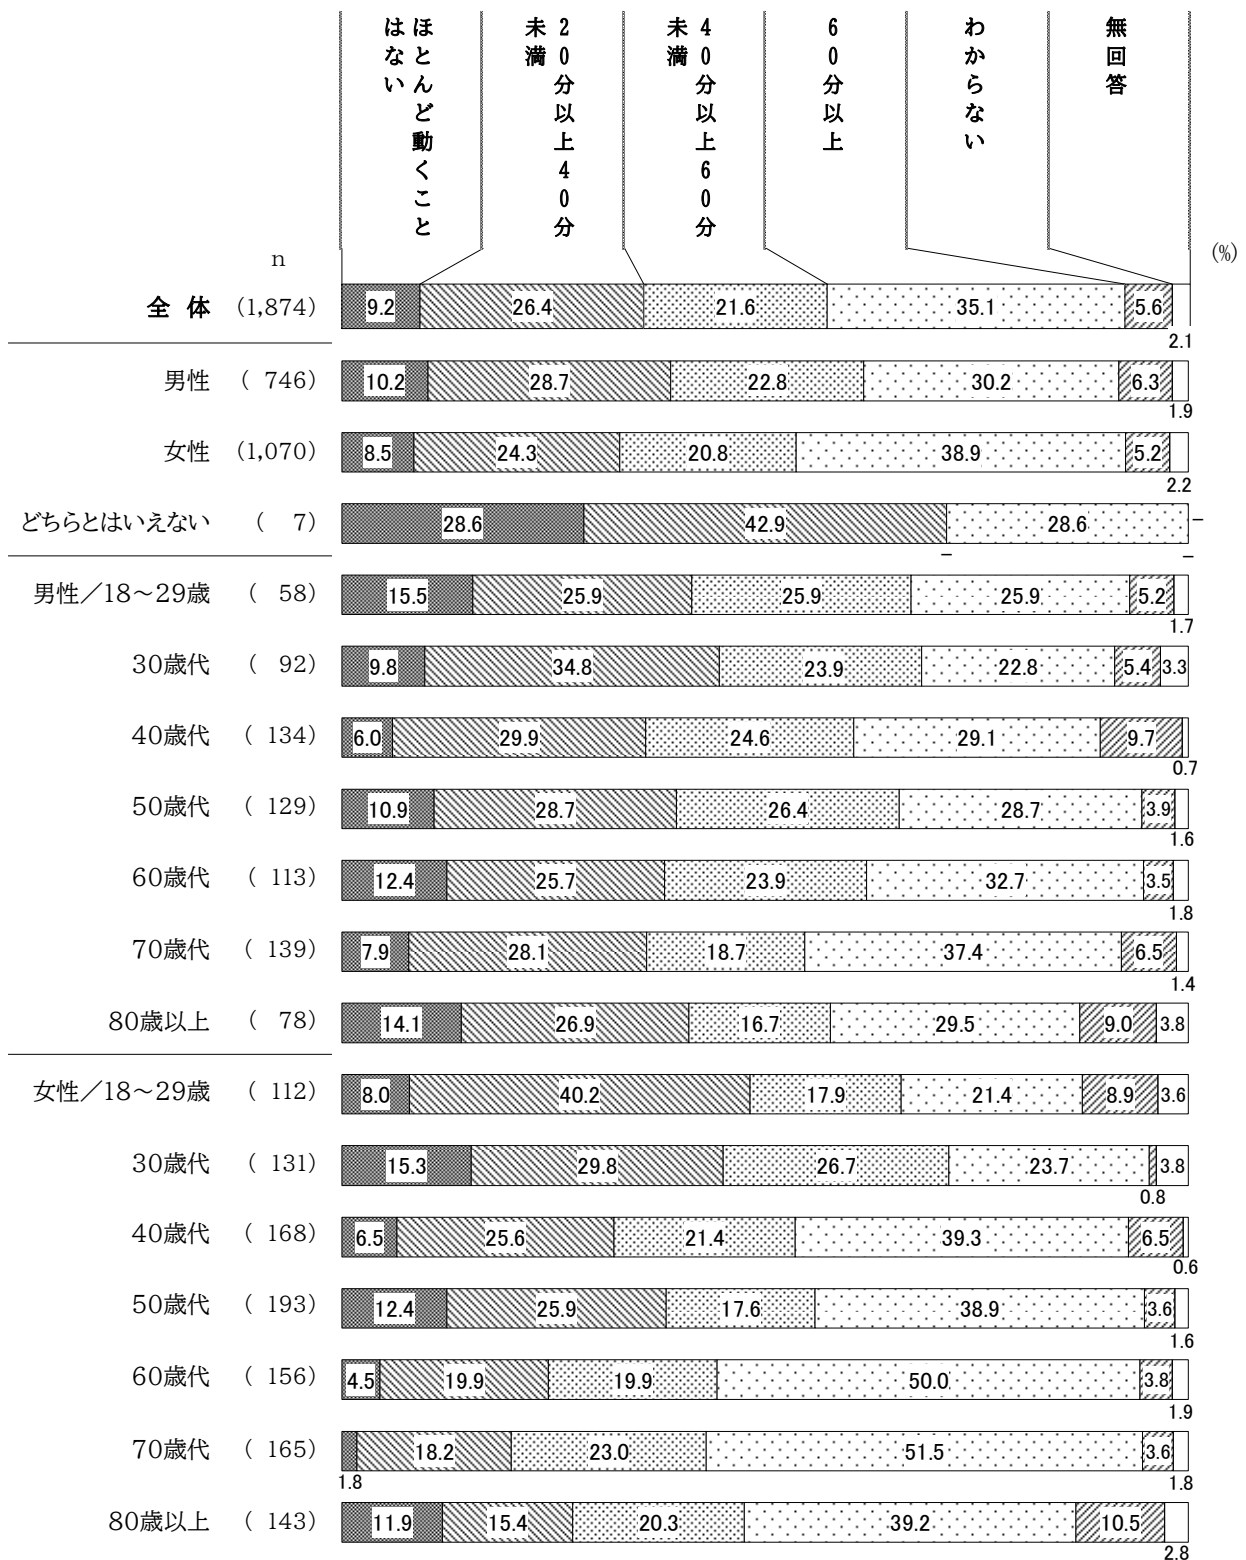 ほとんど動くこと
はない
20分以上40分
未満
40分以上60分
未満
60分以上
わからない
無回答
(%)
n
全 体 (1,874) 9.2 26.4 21.6 35.1 5.6
2.1
男性 ( 746) 10.2 28.7 22.8 30.2 6.3
1.9
女性 (1,070) 8.5 24.3 20.8 38.9 5.2
2.2
どちらとはいえない ( 7) 28.6 42.9 28.6 –
– –
男性／18～29歳 ( 58) 15.5 25.9 25.9 25.9 5.2
1.7
30歳代 ( 92) 9.8 34.8 23.9 22.8 5.4 3.3
40歳代 ( 134) 6.0 29.9 24.6 29.1 9.7
0.7
50歳代 ( 129) 10.9 28.7 26.4 28.7 3.9
1.6
60歳代 ( 113) 12.4 25.7 23.9 32.7 3.5
1.8
70歳代 ( 139) 7.9 28.1 18.7 37.4 6.5
1.4
80歳以上 ( 78) 14.1 26.9 16.7 29.5 9.0 3.8
女性／18～29歳 ( 112) 8.0 40.2 17.9 21.4 8.9 3.6
30歳代 ( 131) 15.3 29.8 26.7 23.7 3.8
0.8
40歳代 ( 168) 6.5 25.6 21.4 39.3 6.5
0.6
50歳代 ( 193) 12.4 25.9 17.6 38.9 3.6
1.6
60歳代 ( 156) 4.5 19.9 19.9 50.0 3.8
1.9
70歳代 ( 165) 18.2 23.0 51.5 3.6
1.8 1.8
80歳以上 ( 143) 11.9 15.4 20.3 39.2 10.5
2.8